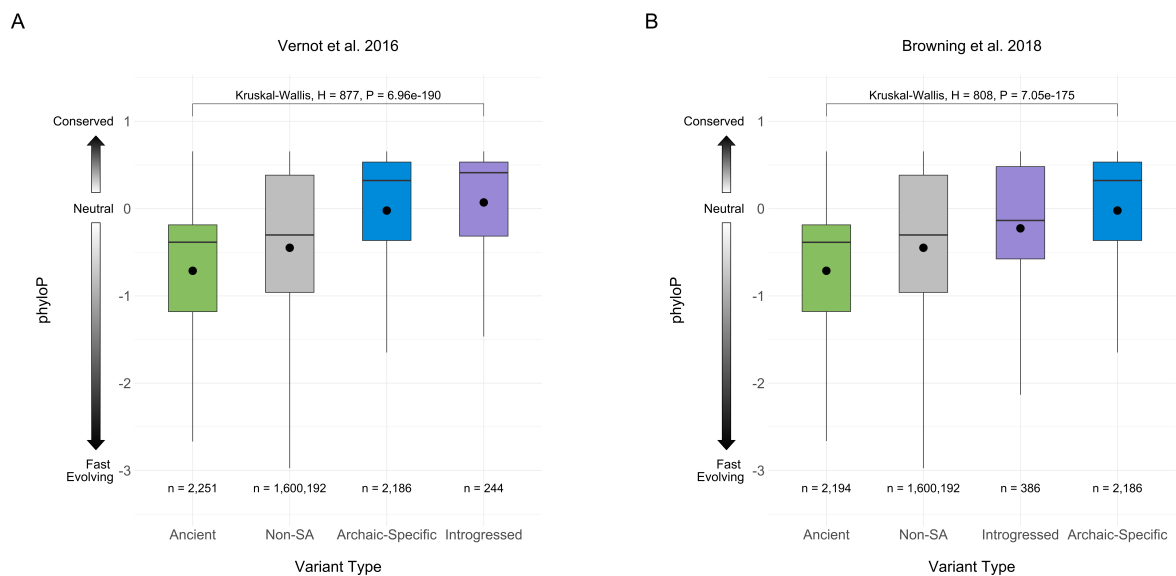 A
Vernot et al. 2016
Kruskal-Wallis, H = 877, P = 6.96e-190
Conserved
Neutral
Fast
Evolving
phyloP
1
0
-1
-2
-3
n = 2,251
n = 1,600,192
n = 2,186
n = 244
Ancient
Non-SA
Archaic-Specific
Introgressed
Variant Type
B
Browning et al. 2018
Kruskal-Wallis, H = 808, P = 7.05e-175
Conserved
Neutral
Fast
Evolving
phyloP
1
0
-1
-2
-3
n = 2,194
n = 1,600,192
n = 386
n = 2,186
Ancient
Non-SA
Introgressed
Archaic-Specific
Variant Type